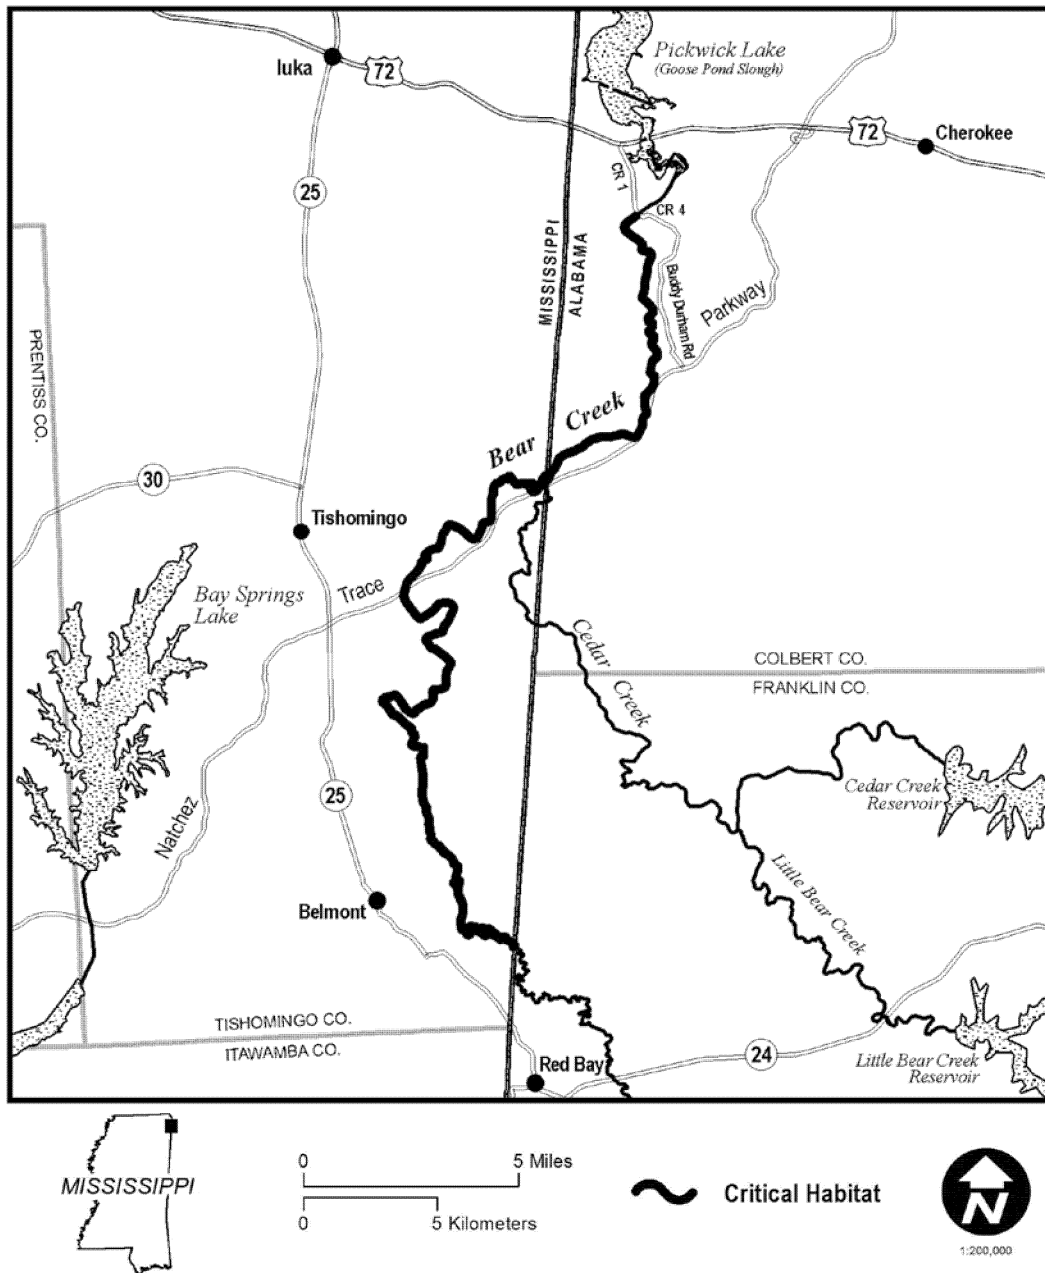 Pickwick Lake
(Goose Pond Slough)
Iuka
72
72
Cherokee
25
CR 1
CR 4
MISSISSIPPI
ALABAMA
Buddy Durham Rd
Parkway
PRENTISS CO.
Bear Creek
30
Tishomingo
Trace
Bay Springs
Lake
Cedar Creek
COLBERT CO.
FRANKLIN CO.
25
Natchez
Cedar Creek
Reservoir
Little Bear Creek
Belmont
TISHOMINGO CO.
ITAWAMBA CO.
Red Bay
24
Little Bear Creek
Reservoir
MISSISSIPPI
0 5 Miles
0 5 Kilometers
Critical Habitat
N
1:200,000